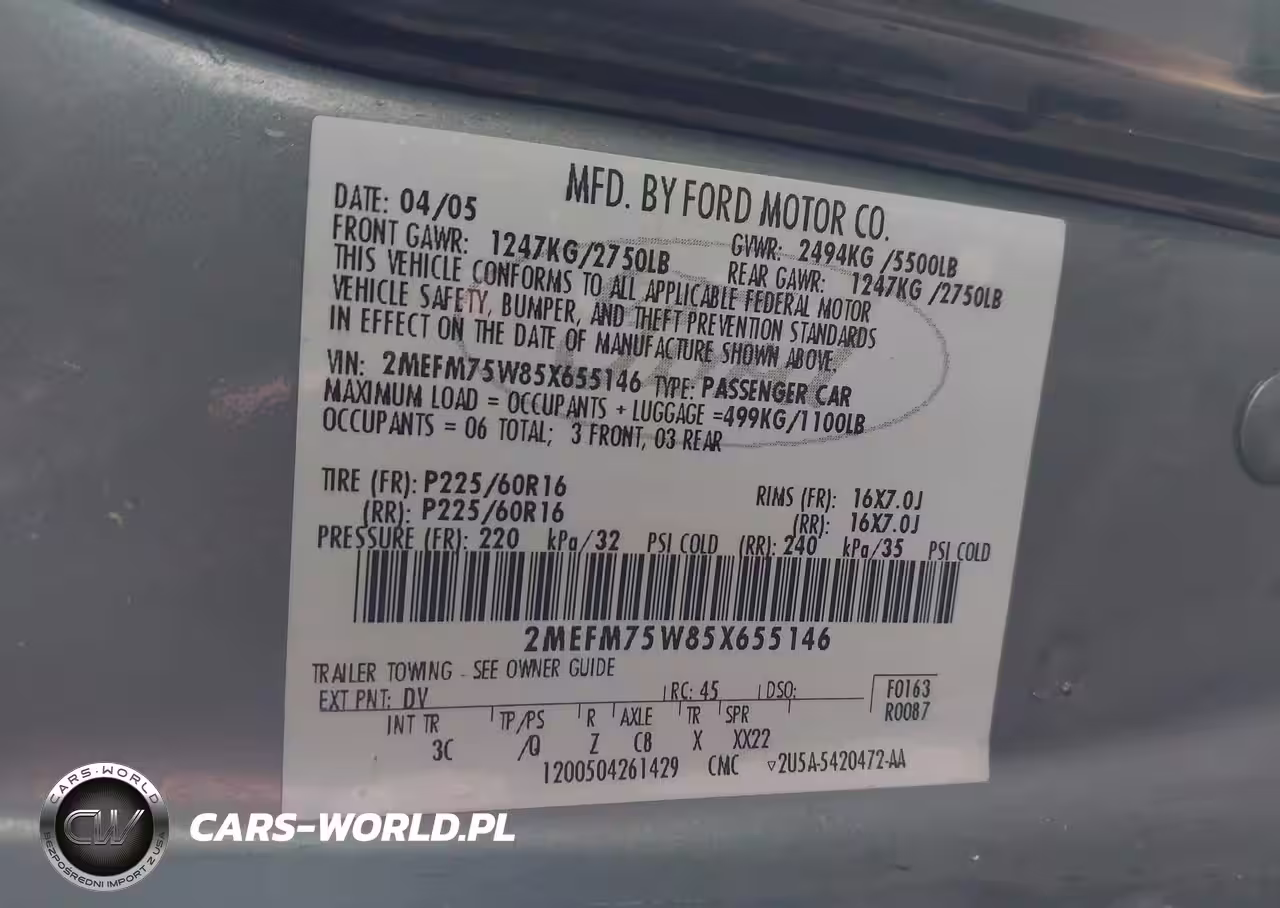 MFD. BY FORD MOTOR CO.
DATE: 04/05
GVWR: 2494KG /5500LB
FRONT GAWR: 1247KG/2750LB
REAR GAWR: 1247KG /2750LB
THIS VEHICLE CONFORMS TO ALL APPLICABLE FEDERAL MOTOR
VEHICLE SAFETY, BUMPER, AND THEFT PREVENTION STANDARDS
IN EFFECT ON THE DATE OF MANUFACTURE SHOWN ABOVE.
VIN: 2MEFM75W85X655146 TYPE: PASSENGER CAR
MAXIMUM LOAD = OCCUPANTS + LUGGAGE =499KG/1100LB
OCCUPANTS = 06 TOTAL; 3 FRONT, 03 REAR
TIRE (FR): P225/60R16 RIMS (FR): 16X7.0J
(RR): P225/60R16 (RR): 16X7.0J
PRESSURE (FR): 220 kPa/32 PSI COLD (RR): 240 kPa/35 PSI COLD
2MEFM75W85X655146
TRAILER TOWING - SEE OWNER GUIDE
EXT PNT: DV RC: 45 DSO: F0163
R0087
INT TR TP/PS R AXLE TR SPR
3C /Q Z C8 X XX22
1200504261429 CMC ▽2U5A-5420472-AA
CARS-WORLD
CW
BEZPOŚREDNI IMPORT Z USA
CARS-WORLD.PL